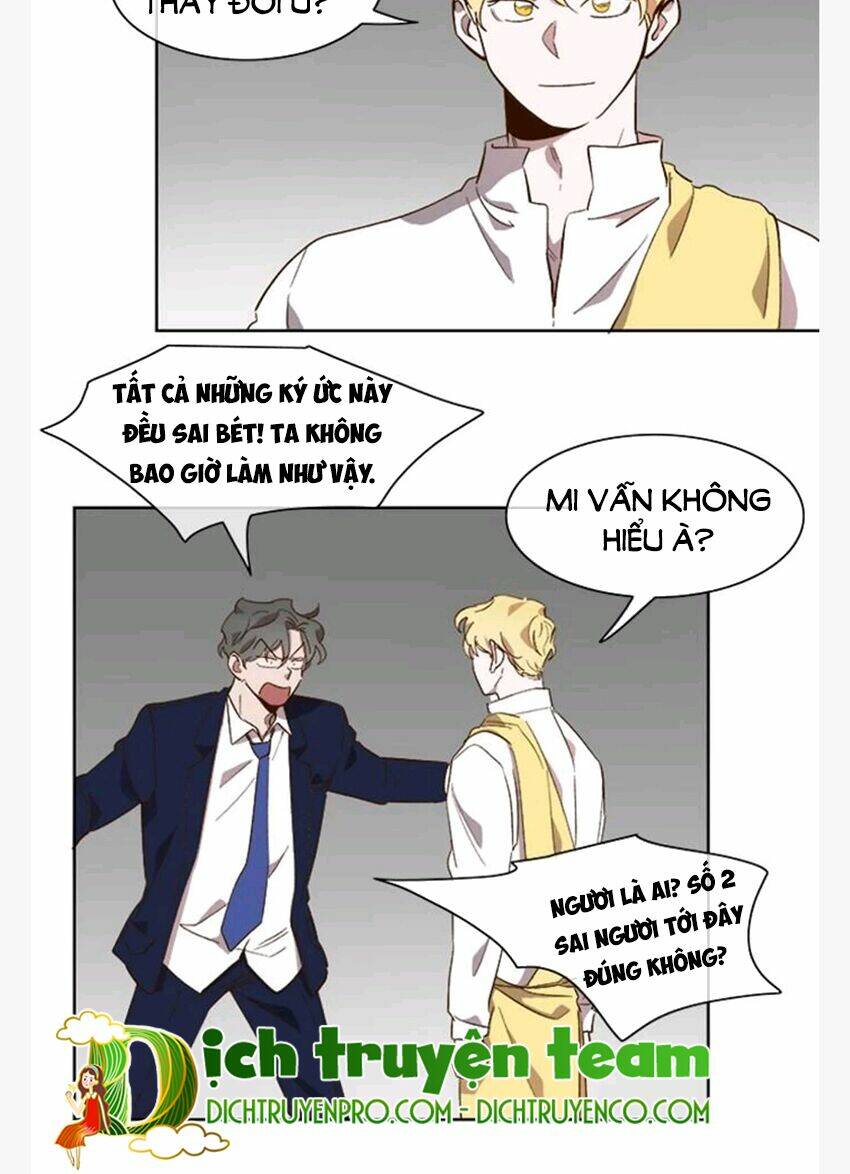 THAY ĐỔI Ư?
TẤT CẢ NHỮNG KÝ ỨC NÀY
ĐỀU SAI BÉT! TA KHÔNG
BAO GIỜ LÀM NHƯ VẬY.
MI VẪN KHÔNG
HIỂU À?
NGƯƠI LÀ AI? SỐ 2
SAI NGƯƠI TỚI ĐÂY
ĐÚNG KHÔNG?
Dịch truyện team
DICHTRUYENPRO.COM - DICHTRUYENCO.COM